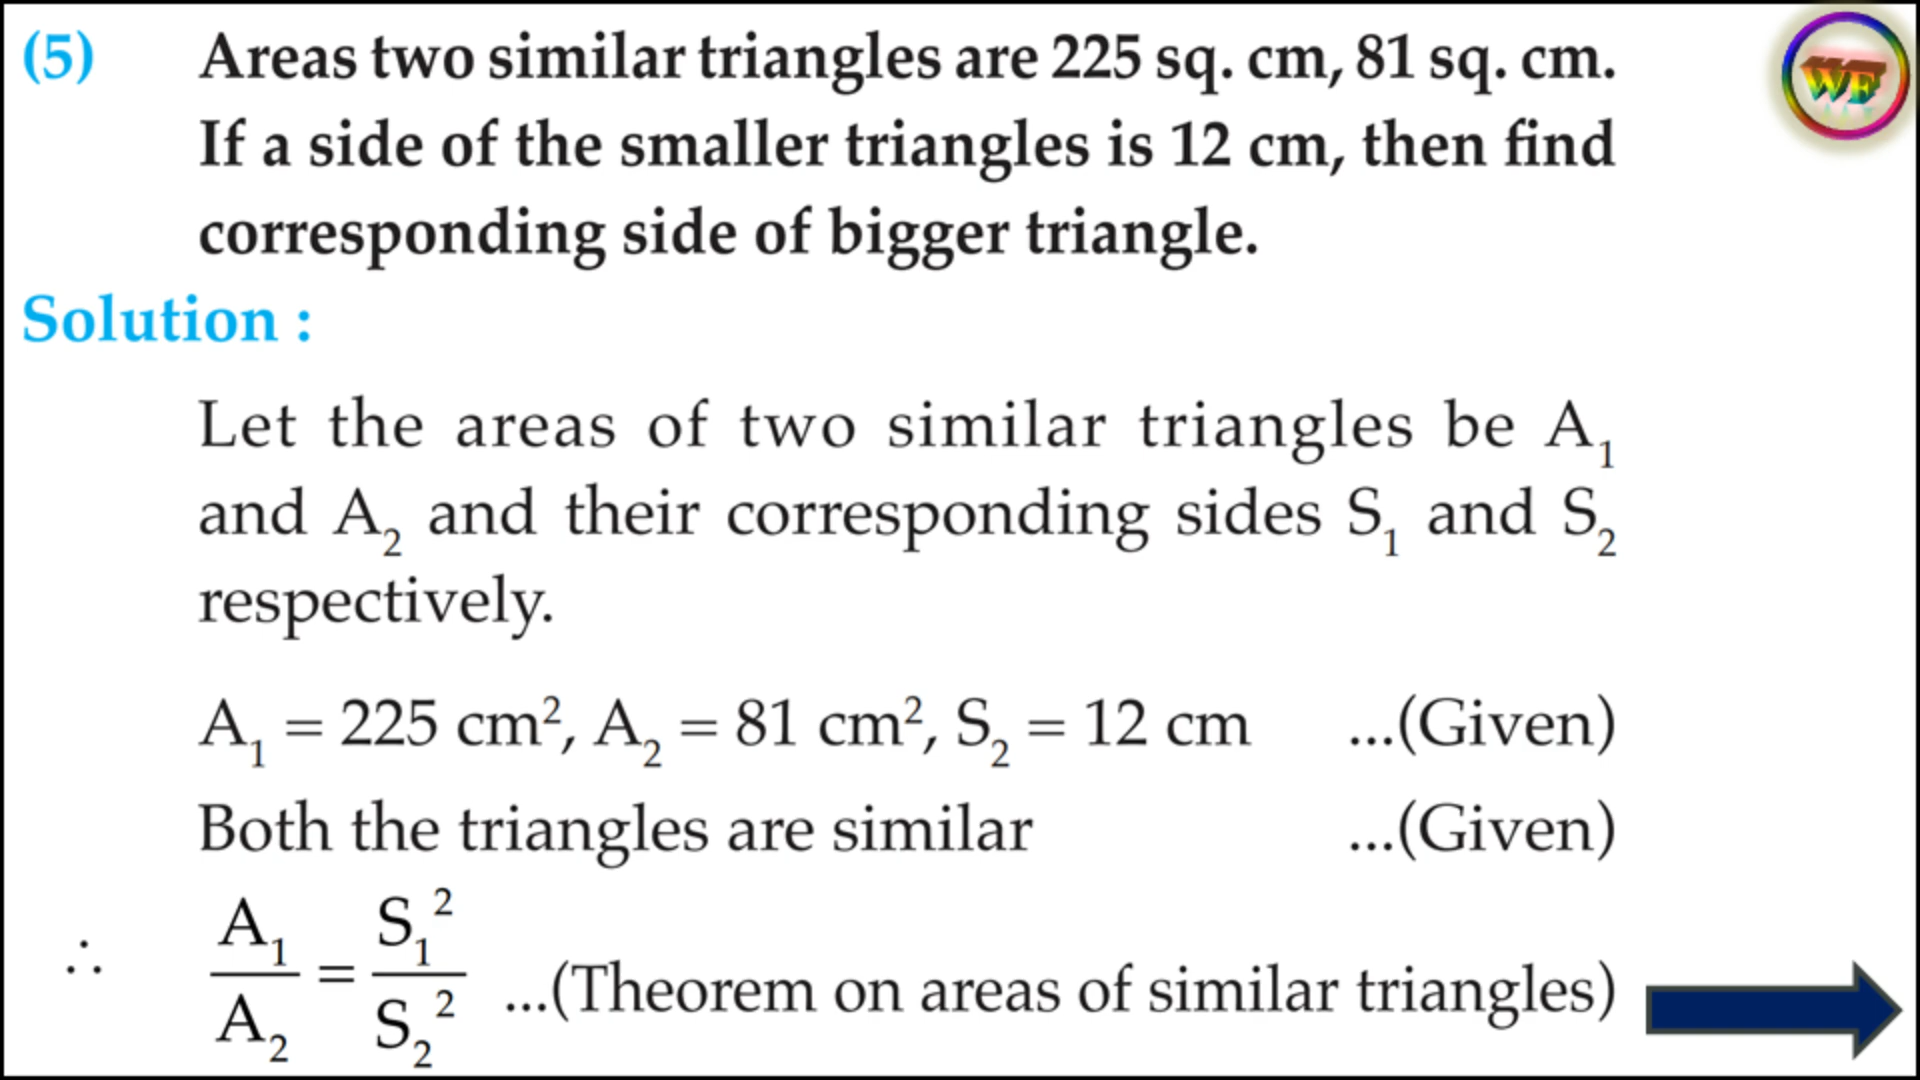 (5) Areas two similar triangles are 225 sq. cm, 81 sq. cm.
If a side of the smaller triangles is 12 cm, then find
corresponding side of bigger triangle.
Solution :
Let the areas of two similar triangles be A₁
and A₂ and their corresponding sides S₁ and S₂
respectively.
A₁ = 225 cm², A₂ = 81 cm², S₂ = 12 cm ...(Given)
Both the triangles are similar ...(Given)
∴ A₁/A₂ = S₁²/S₂² ...(Theorem on areas of similar triangles)
WE